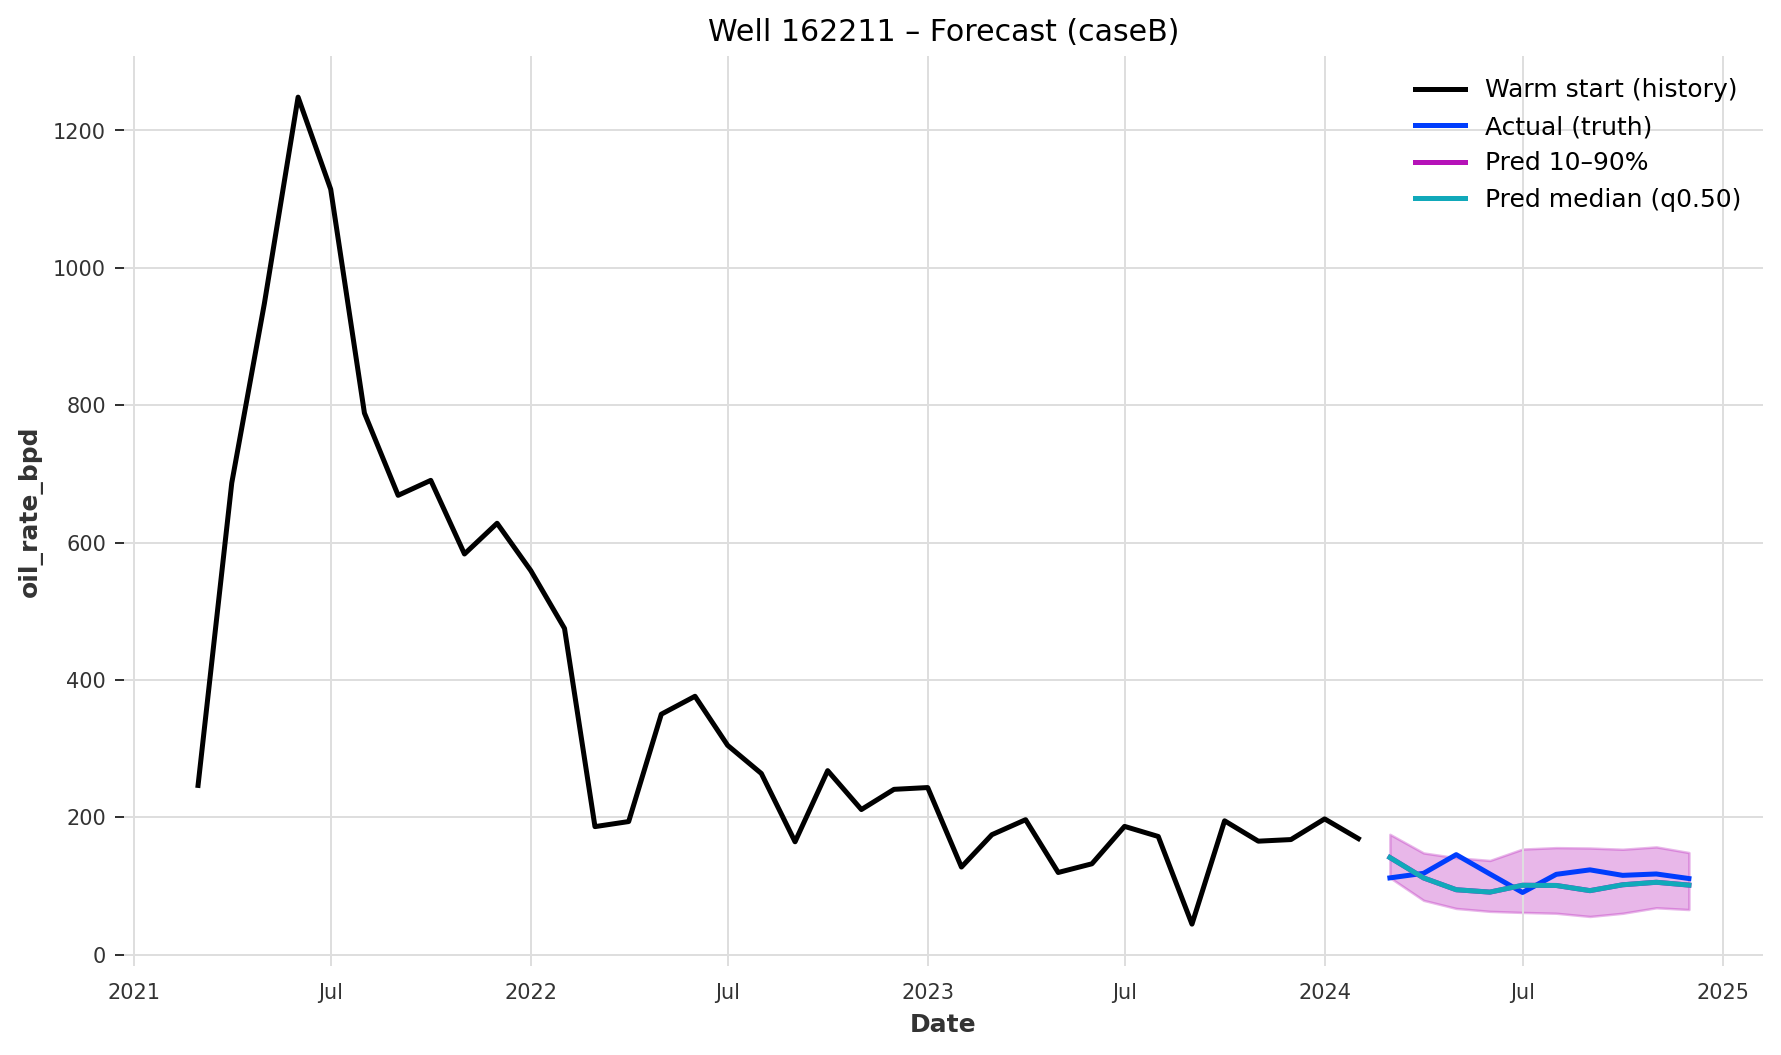 Well 162211 – Forecast (caseB)
Warm start (history)
Actual (truth)
Pred 10–90%
Pred median (q0.50)
oil_rate_bpd
1200
1000
800
600
400
200
0
2021
Jul
2022
Jul
2023
Jul
2024
Jul
2025
Date